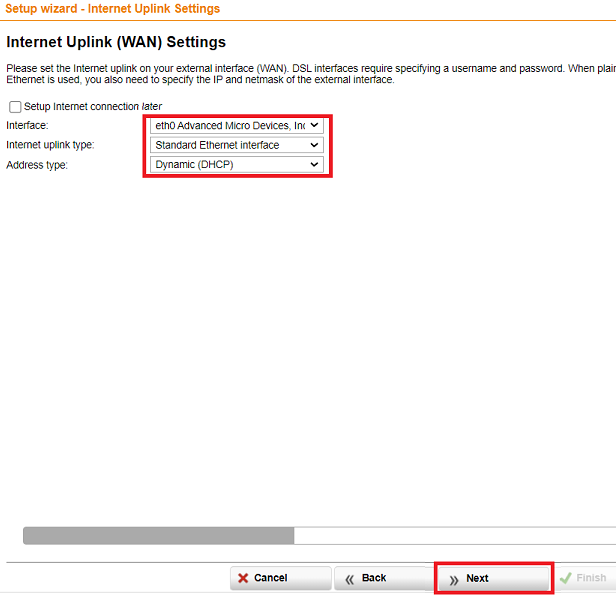 Setup wizard - Internet Uplink Settings
Internet Uplink (WAN) Settings
Please set the Internet uplink on your external interface (WAN). DSL interfaces require specifying a username and password. When plain
Ethernet is used, you also need to specify the IP and netmask of the external interface.
Setup Internet connection later
Interface: eth0 Advanced Micro Devices, Inc
Internet uplink type: Standard Ethernet interface
Address type: Dynamic (DHCP)
Cancel Back Next Finish